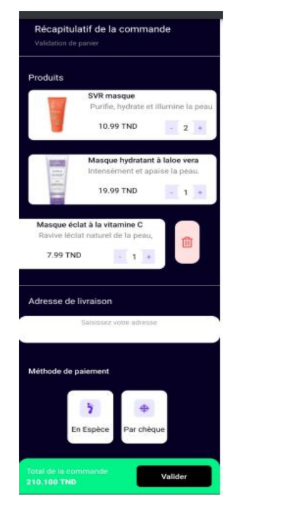 Récapitulatif de la commande
Validation de panier
Produits
SVR masque
Purifie, hydrate et illumine la peau
10.99 TND
- 2 +
Masque hydratant à laloe vera
Intensément et apaise la peau.
19.99 TND
- 1 +
Masque éclat à la vitamine C
Ravive léclat naturel de la peau,
7.99 TND
- 1 +
Adresse de livraison
Saisissez votre adresse
Méthode de paiement
En Espèce
Par chèque
Total de la commande
210.100 TND
Valider